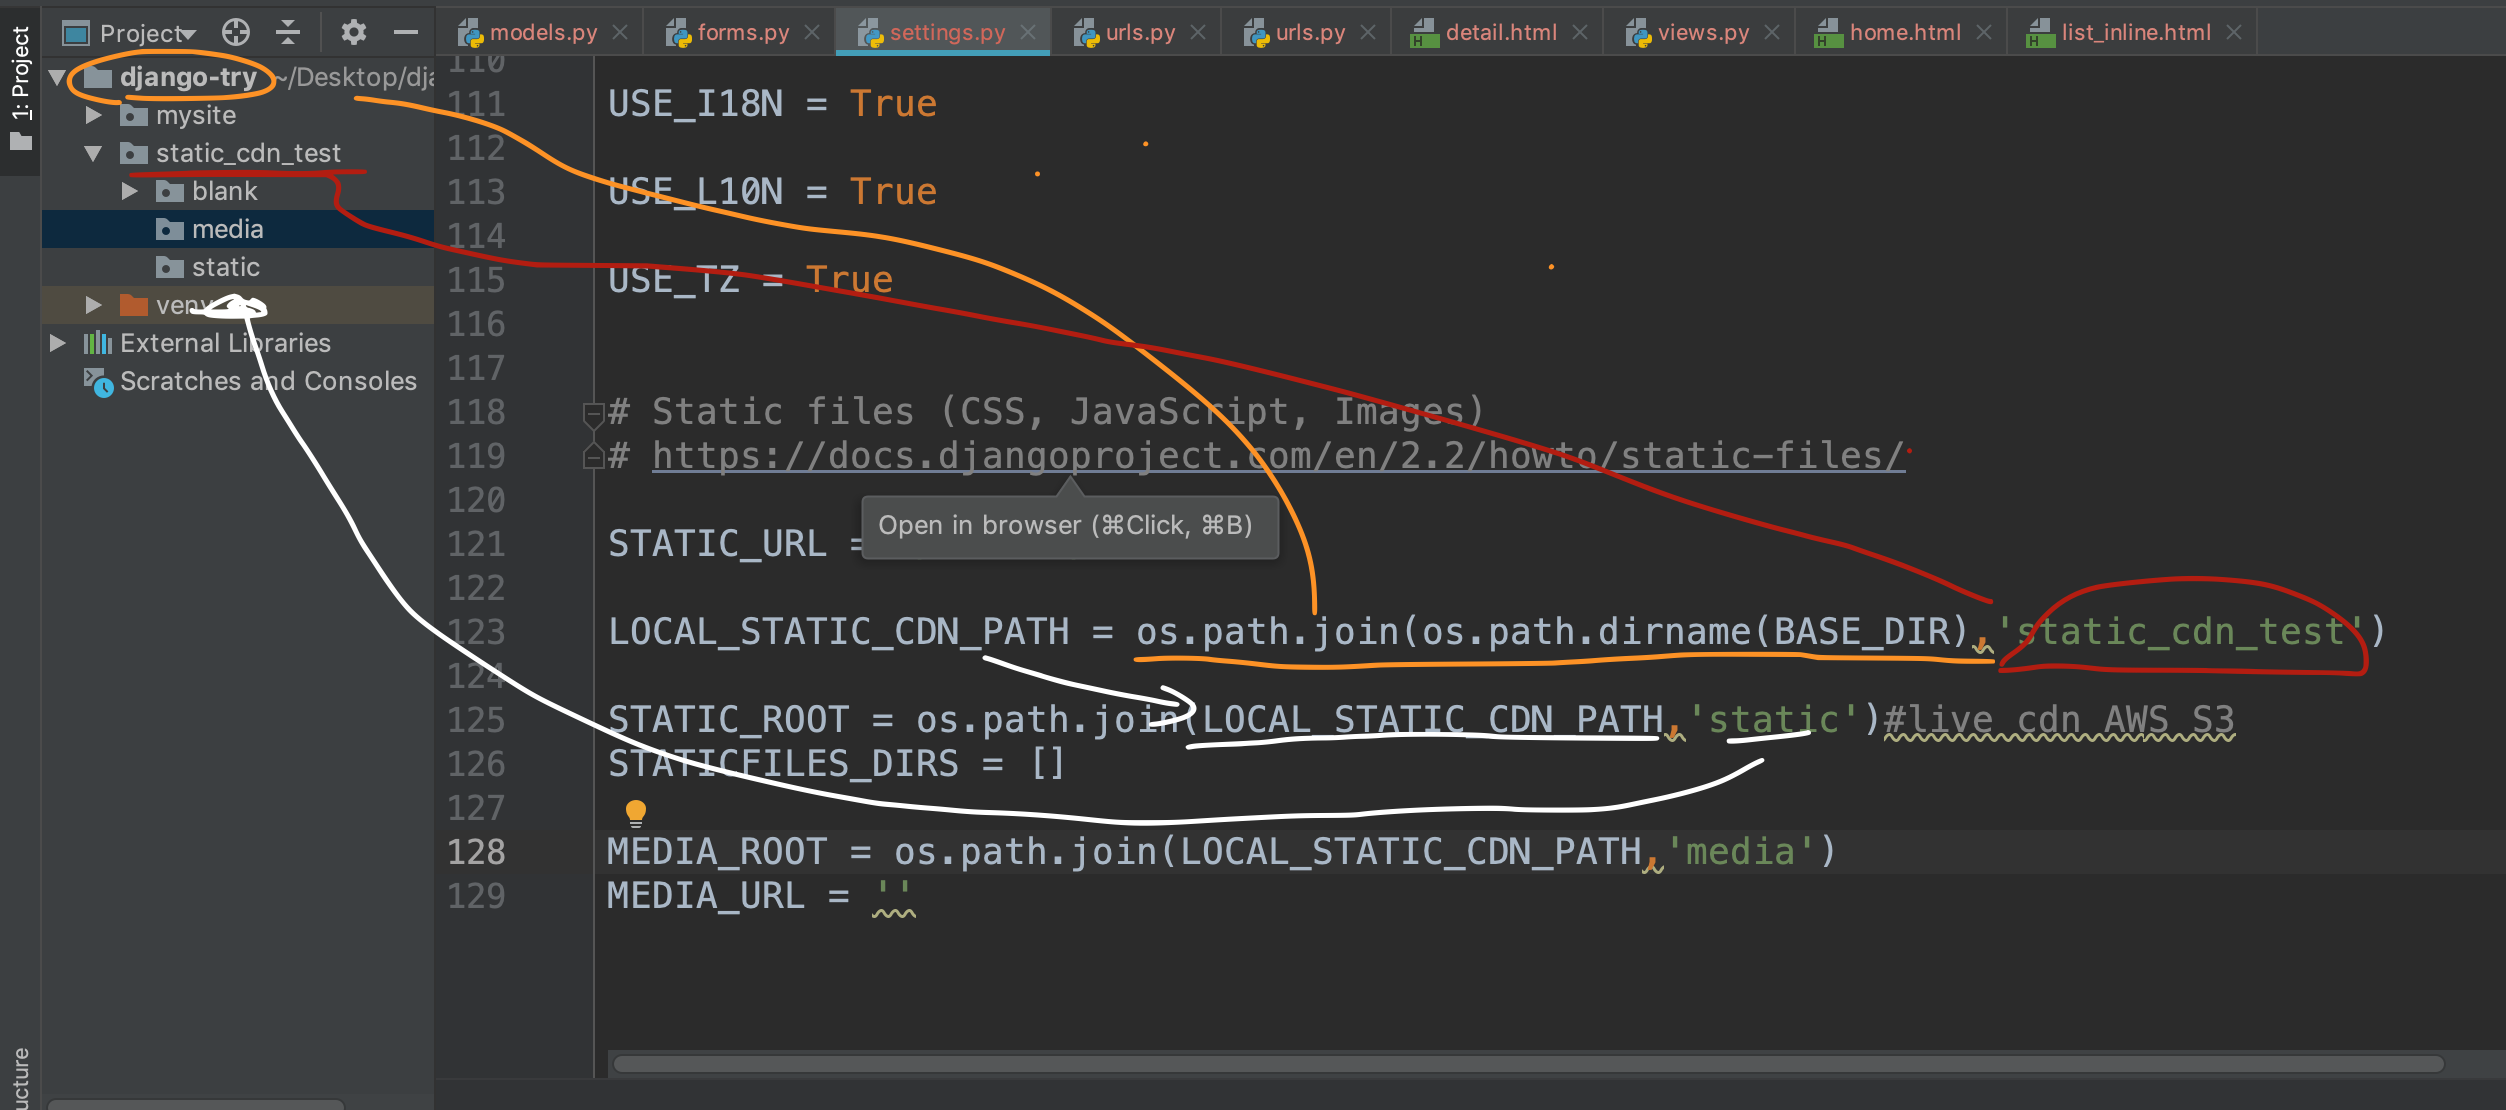 1: Project
Project
models.py
forms.py
settings.py
urls.py
urls.py
detail.html
views.py
home.html
list_inline.html
django-try ~/Desktop/dja
mysite
static_cdn_test
blank
media
static
venv
External Libraries
Scratches and Consoles
110
111 USE_I18N = True
112
113 USE_L10N = True
114
115 USE_TZ = True
116
117
118 # Static files (CSS, JavaScript, Images)
119 # https://docs.djangoproject.com/en/2.2/howto/static-files/
120
Open in browser (⌘Click, ⌘B)
121 STATIC_URL =
122
123 LOCAL_STATIC_CDN_PATH = os.path.join(os.path.dirname(BASE_DIR),'static_cdn_test')
124
125 STATIC_ROOT = os.path.join(LOCAL_STATIC_CDN_PATH,'static')#live cdn AWS S3
126 STATICFILES_DIRS = []
127
128 MEDIA_ROOT = os.path.join(LOCAL_STATIC_CDN_PATH,'media')
129 MEDIA_URL = ''
ucture